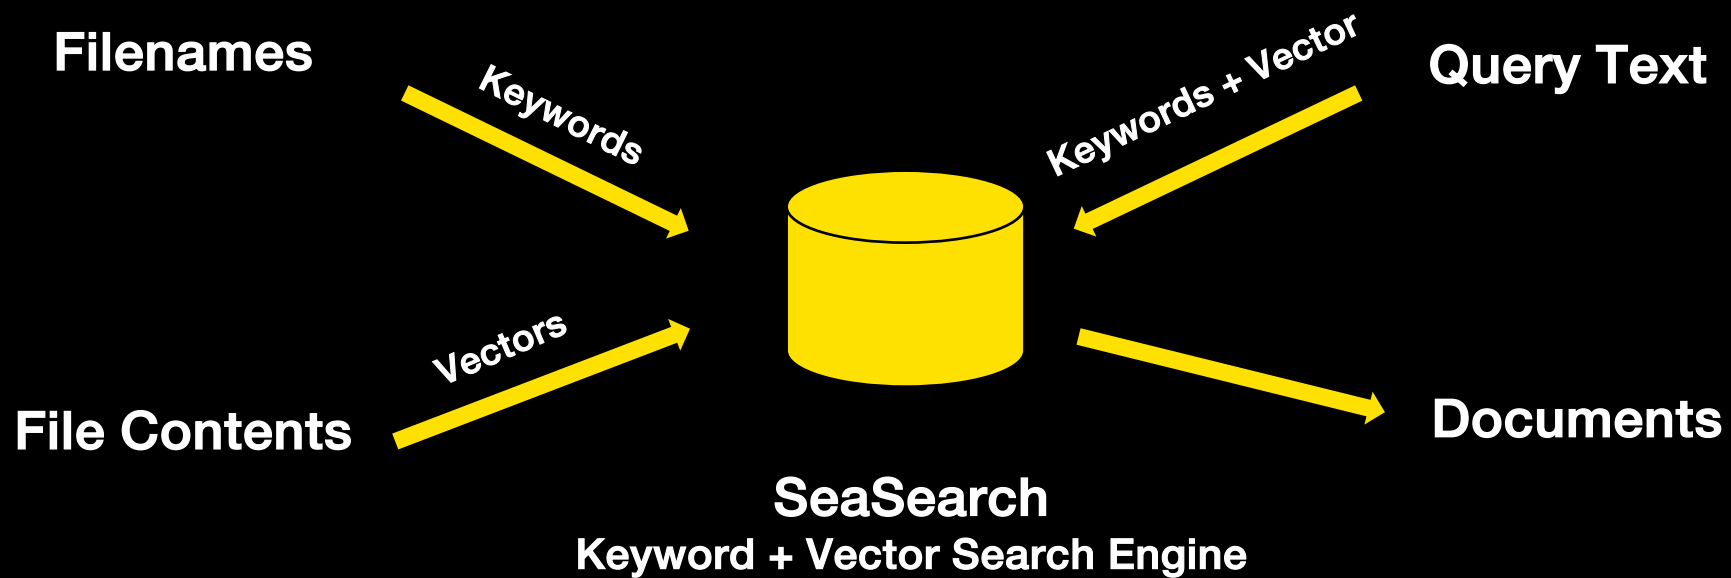 Filenames
Keywords
Keywords + Vector
Query Text
Vectors
File Contents
Documents
SeaSearch
Keyword + Vector Search Engine